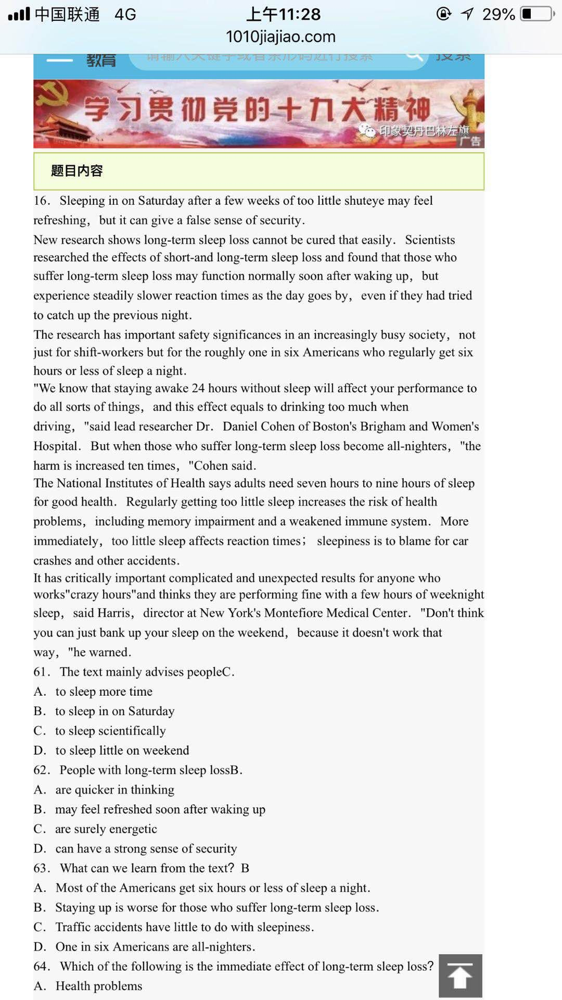 中国联通 4G 上午11:28 29%
1010jiajiao.com
教育 请输入关键字或者条形码进行搜索 搜索
学习贯彻党的十九大精神
印象契丹巴林左旗
广告
题目内容
16．Sleeping in on Saturday after a few weeks of too little shuteye may feel
refreshing，but it can give a false sense of security．
New research shows long-term sleep loss cannot be cured that easily．Scientists
researched the effects of short-and long-term sleep loss and found that those who
suffer long-term sleep loss may function normally soon after waking up，but
experience steadily slower reaction times as the day goes by，even if they had tried
to catch up the previous night．
The research has important safety significances in an increasingly busy society，not
just for shift-workers but for the roughly one in six Americans who regularly get six
hours or less of sleep a night．
"We know that staying awake 24 hours without sleep will affect your performance to
do all sorts of things，and this effect equals to drinking too much when
driving，"said lead researcher Dr．Daniel Cohen of Boston's Brigham and Women's
Hospital．But when those who suffer long-term sleep loss become all-nighters，"the
harm is increased ten times，"Cohen said．
The National Institutes of Health says adults need seven hours to nine hours of sleep
for good health．Regularly getting too little sleep increases the risk of health
problems，including memory impairment and a weakened immune system．More
immediately，too little sleep affects reaction times；sleepiness is to blame for car
crashes and other accidents．
It has critically important complicated and unexpected results for anyone who
works"crazy hours"and thinks they are performing fine with a few hours of weeknight
sleep，said Harris，director at New York's Montefiore Medical Center．"Don't think
you can just bank up your sleep on the weekend，because it doesn't work that
way，"he warned．
61．The text mainly advises peopleC．
A．to sleep more time
B．to sleep in on Saturday
C．to sleep scientifically
D．to sleep little on weekend
62．People with long-term sleep lossB．
A．are quicker in thinking
B．may feel refreshed soon after waking up
C．are surely energetic
D．can have a strong sense of security
63．What can we learn from the text？B
A．Most of the Americans get six hours or less of sleep a night．
B．Staying up is worse for those who suffer long-term sleep loss．
C．Traffic accidents have little to do with sleepiness．
D．One in six Americans are all-nighters．
64．Which of the following is the immediate effect of long-term sleep loss？
A．Health problems